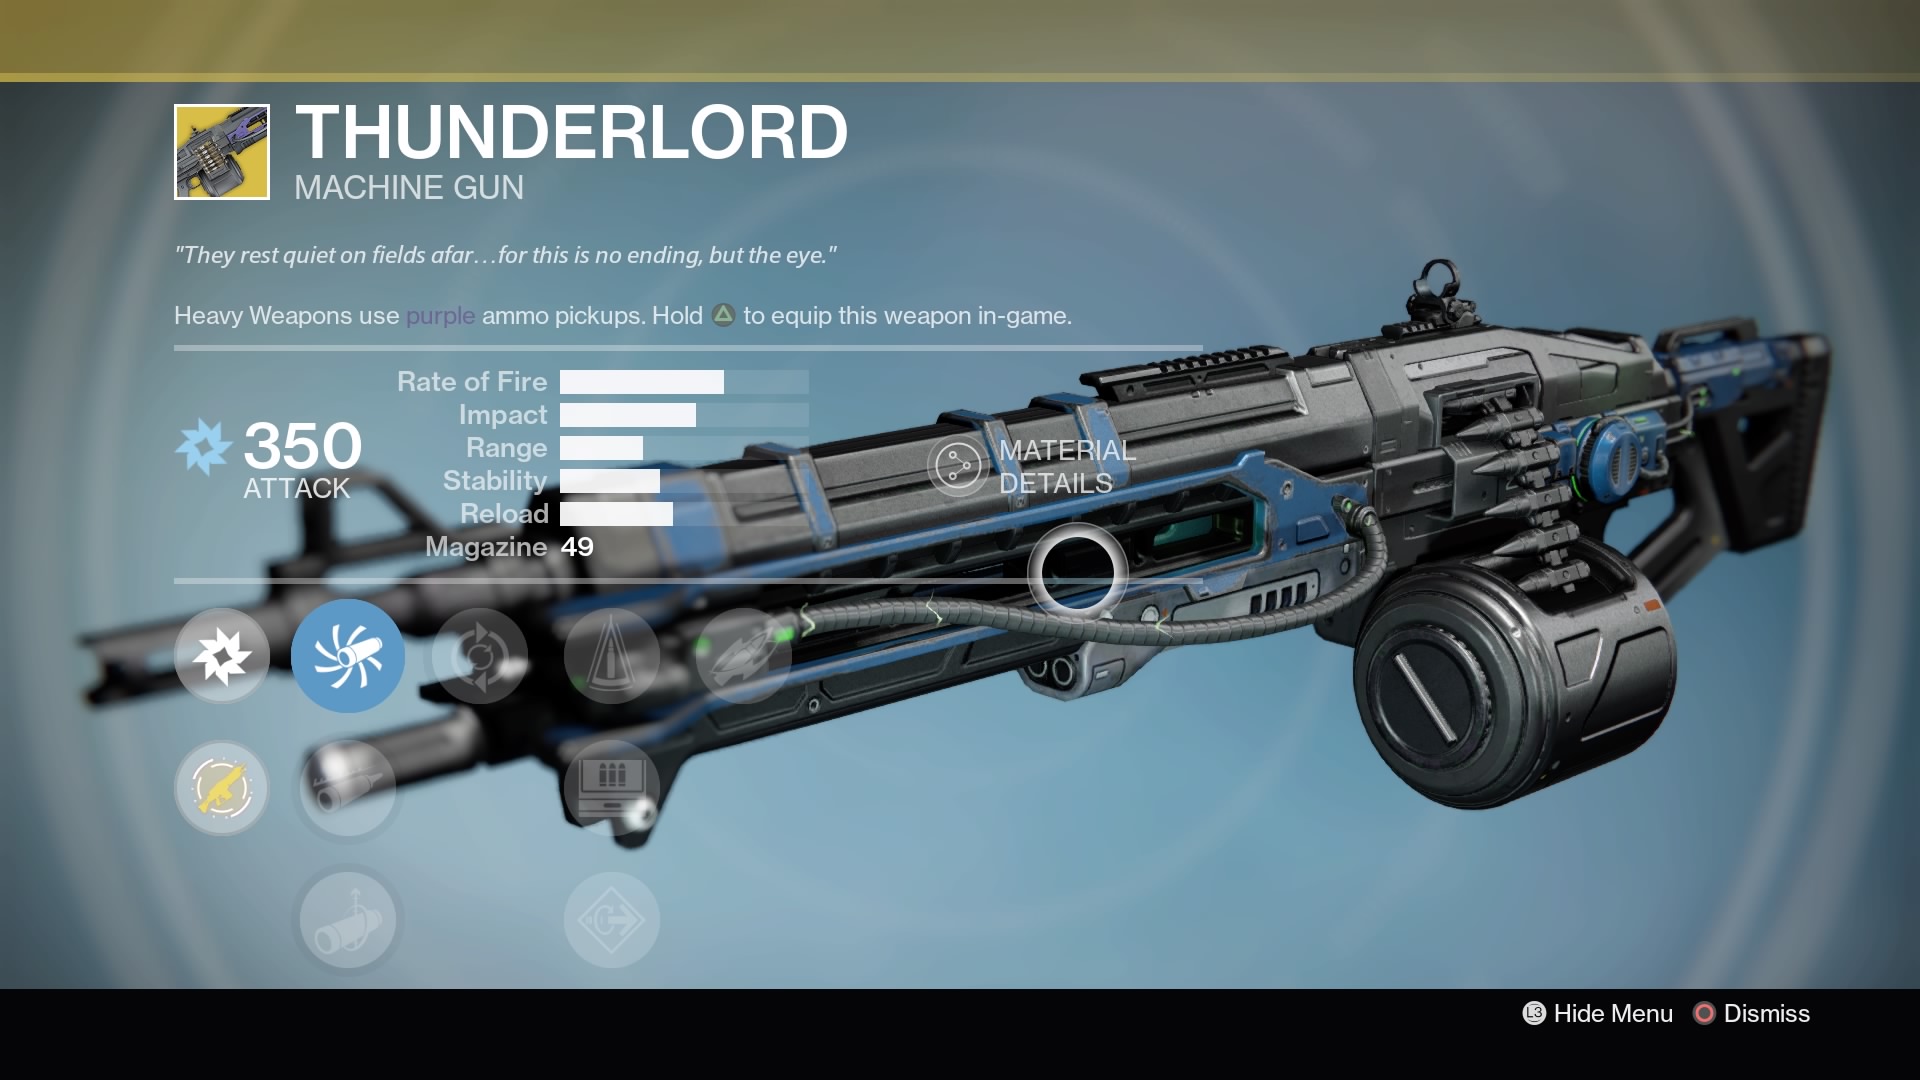 THUNDERLORD
MACHINE GUN
"They rest quiet on fields afar...for this is no ending, but the eye."
Heavy Weapons use purple ammo pickups. Hold to equip this weapon in-game.
350
ATTACK
Rate of Fire
Impact
Range
Stability
Reload
Magazine 49
MATERIAL
DETAILS
L3 Hide Menu Dismiss